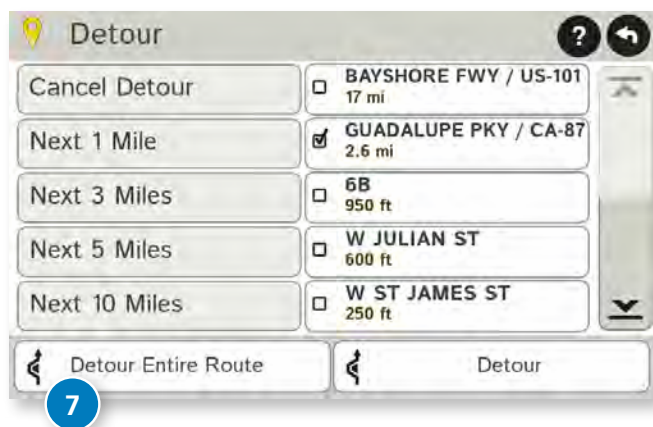 Detour
?
Cancel Detour
BAYSHORE FWY / US-101
17 mi
Next 1 Mile
GUADALUPE PKY / CA-87
2.6 mi
Next 3 Miles
6B
950 ft
Next 5 Miles
W JULIAN ST
600 ft
Next 10 Miles
W ST JAMES ST
250 ft
Detour Entire Route
Detour
7